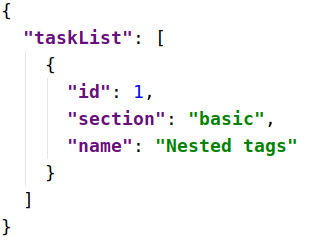 {
  "taskList": [
    {
      "id": 1,
      "section": "basic",
      "name": "Nested tags"
    }
  ]
}